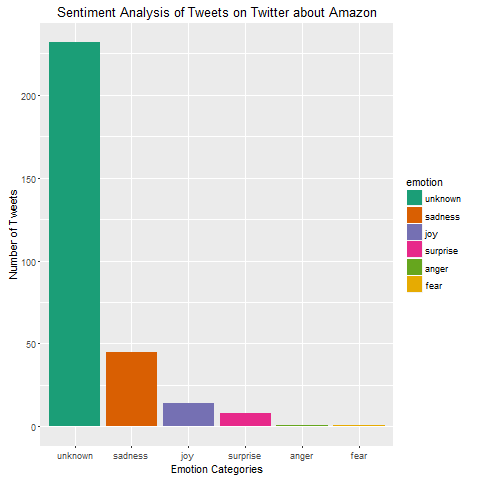 Sentiment Analysis of Tweets on Twitter about Amazon
Number of Tweets
200
150
100
50
0
unknown sadness joy surprise anger fear
Emotion Categories
emotion
unknown
sadness
joy
surprise
anger
fear